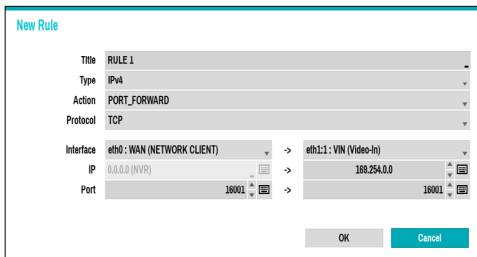 New Rule
Title RULE 1
Type IPv4
Action PORT_FORWARD
Protocol TCP
Interface eth0 : WAN (NETWORK CLIENT) -> eth1:1 : VIN (Video-In)
IP 0.0.0.0 (NVR) -> 169.254.0.0
Port 16001 -> 16001
OK Cancel